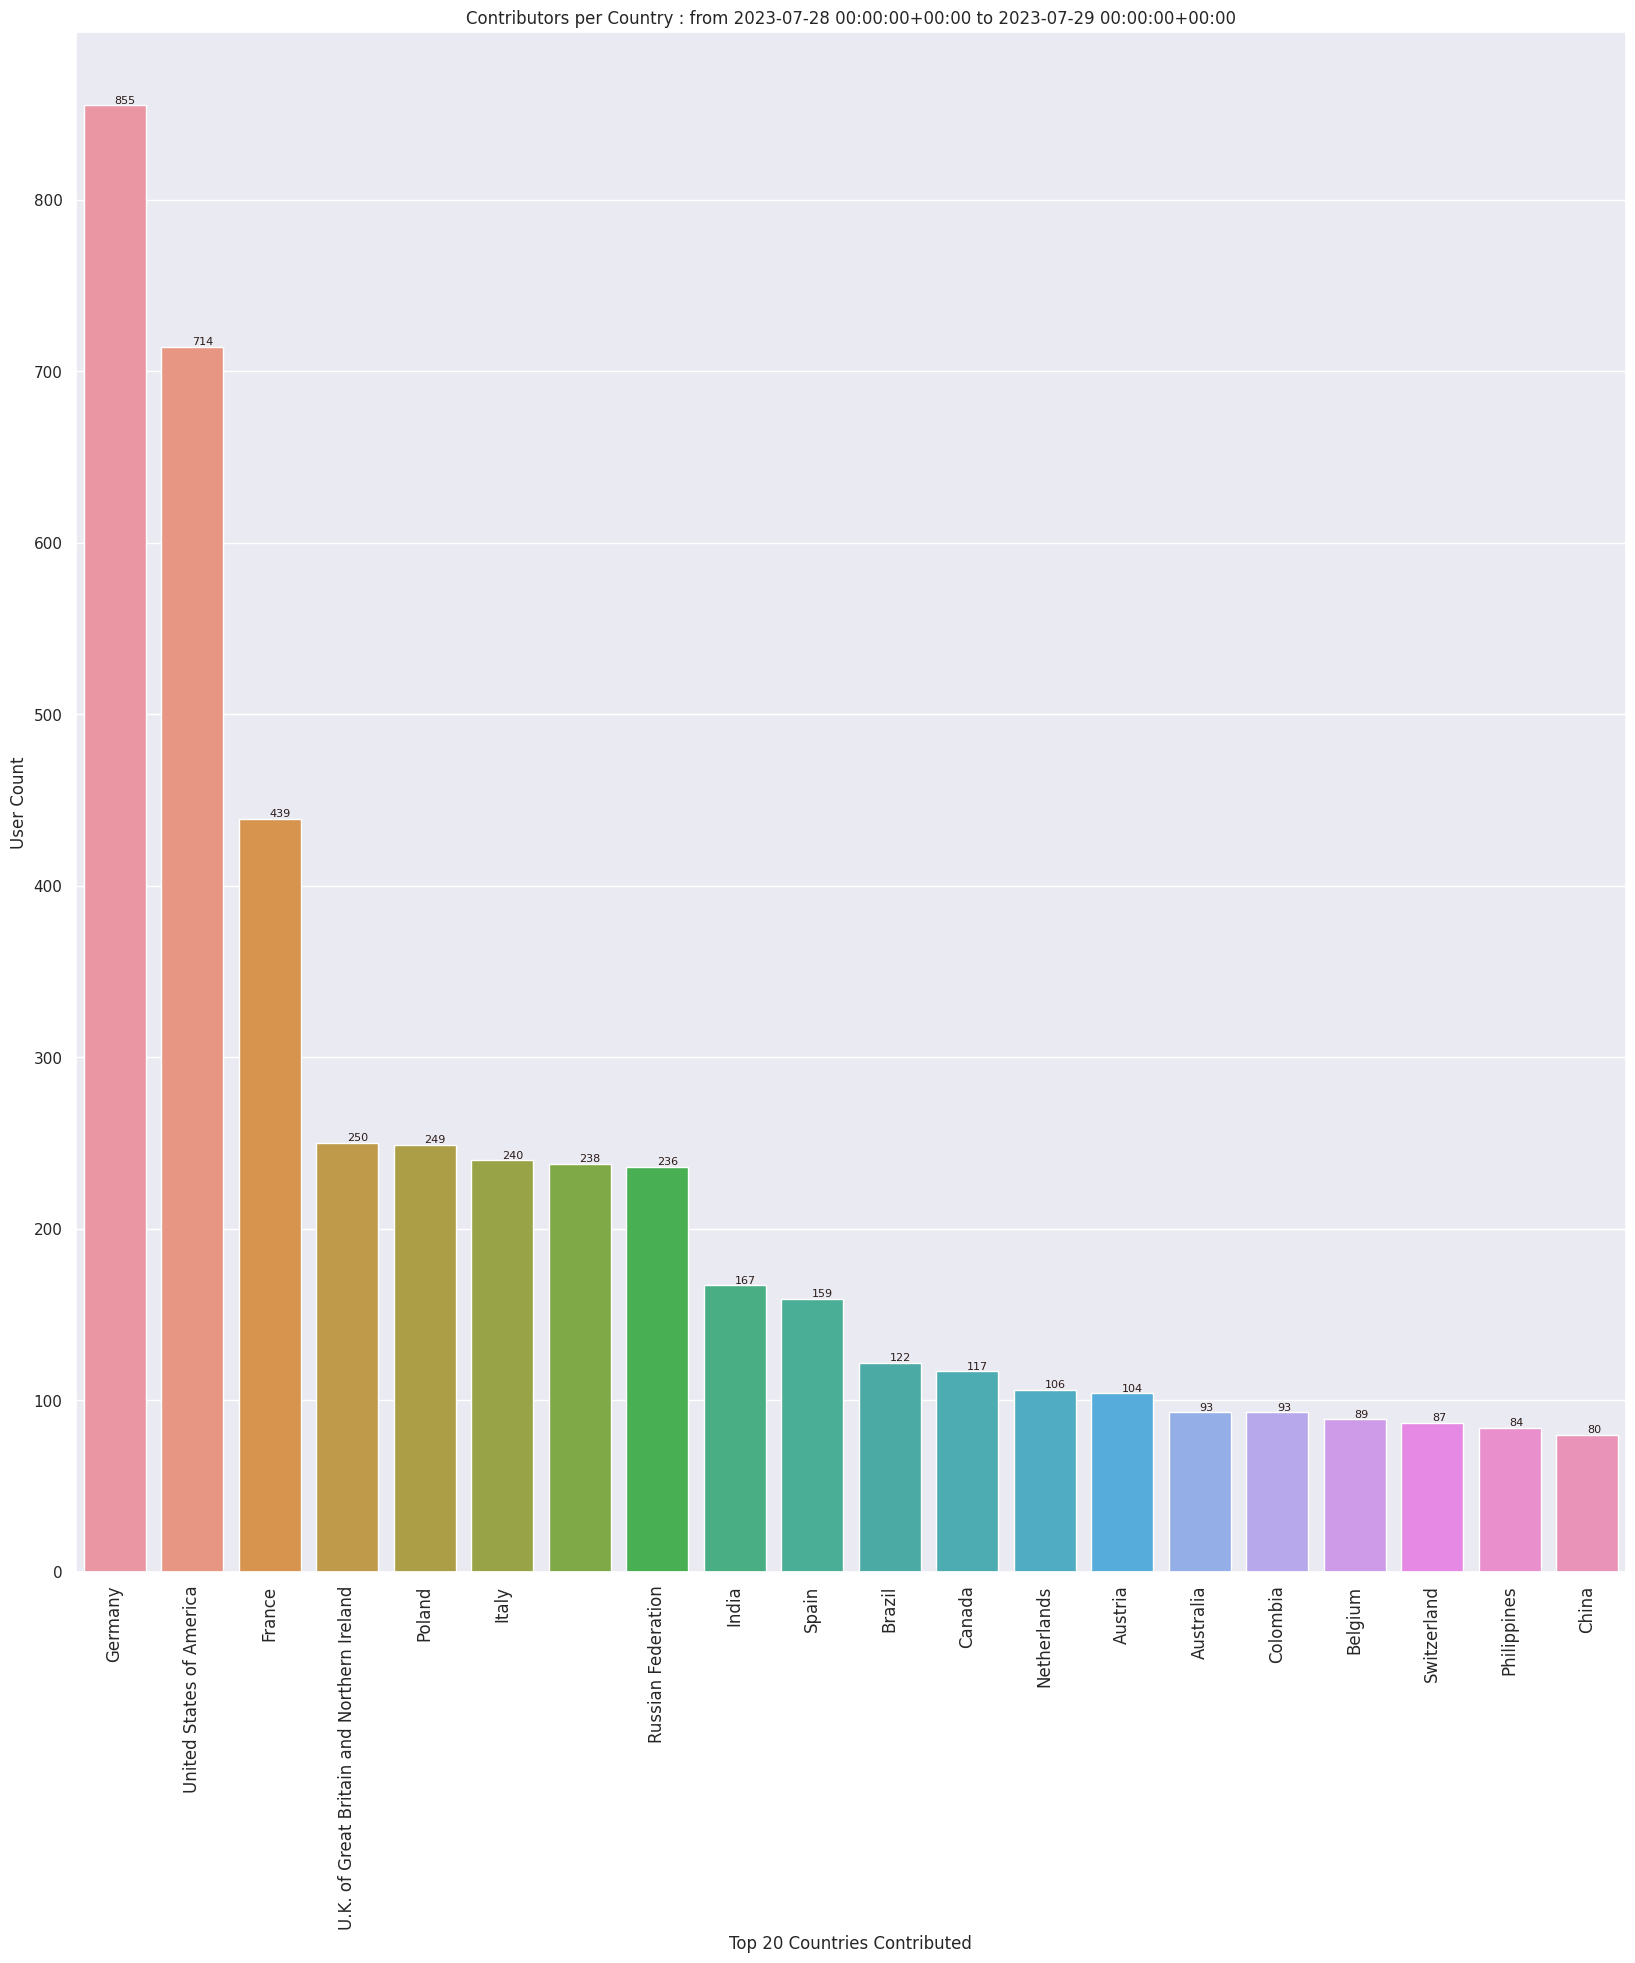 Contributors per Country : from 2023-07-28 00:00:00+00:00 to 2023-07-29 00:00:00+00:00
User Count
800
700
600
500
400
300
200
100
0
855
714
439
250
249
240
238
236
167
159
122
117
106
104
93
93
89
87
84
80
Germany
United States of America
France
U.K. of Great Britain and Northern Ireland
Poland
Italy
Russian Federation
India
Spain
Brazil
Canada
Netherlands
Austria
Australia
Colombia
Belgium
Switzerland
Philippines
China
Top 20 Countries Contributed